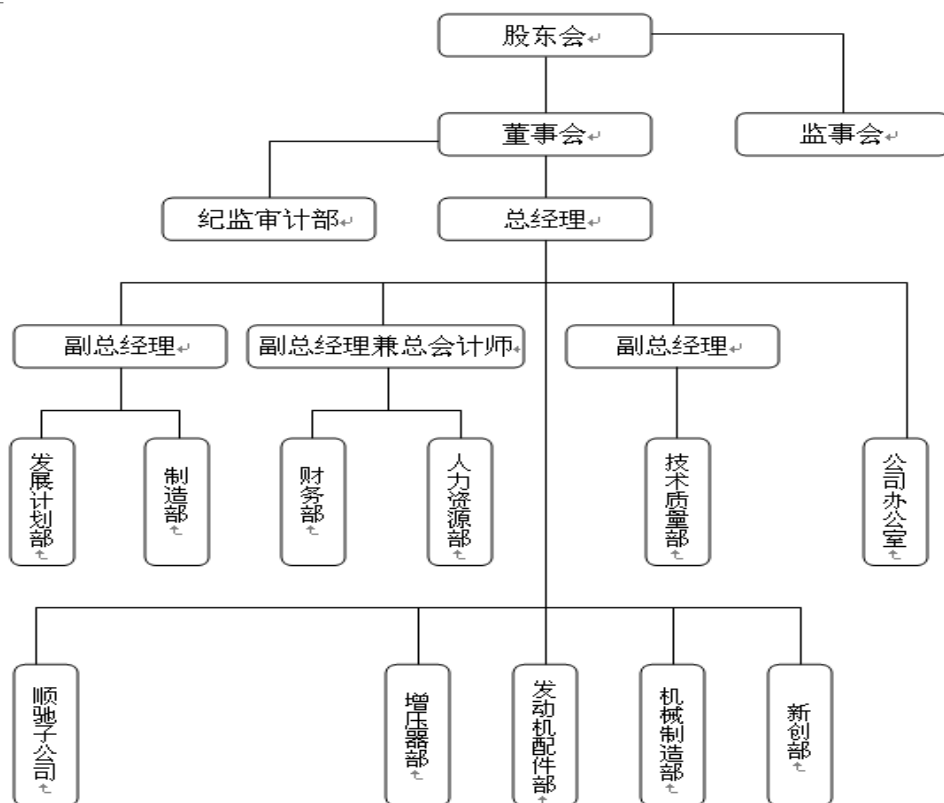 股东会
董事会
监事会
纪监审计部
总经理
副总经理
副总经理兼总会计师
副总经理
发展计划部
制造部
财务部
人力资源部
技术质量部
公司办公室
顺驰子公司
增压器部
发动机配件部
机械制造部
新创部